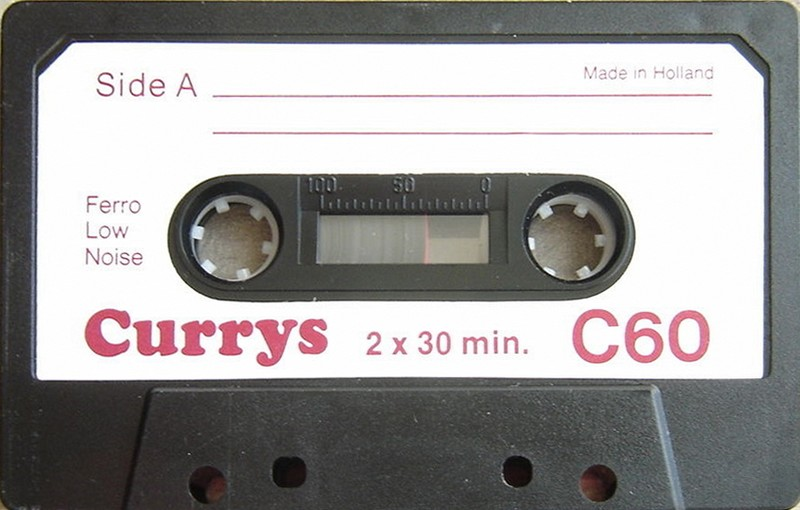 Side A
Made in Holland
100 50 0
Ferro
Low
Noise
Currys 2 x 30 min. C60